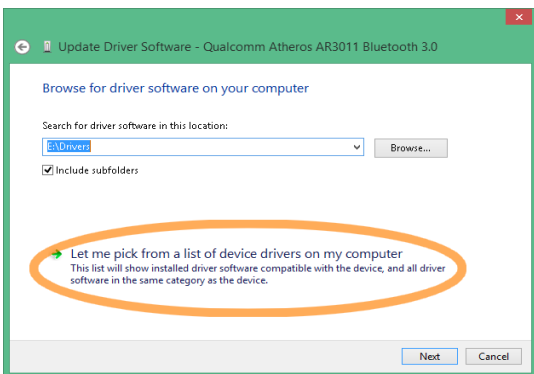 Update Driver Software - Qualcomm Atheros AR3011 Bluetooth 3.0
Browse for driver software on your computer
Search for driver software in this location:
E:\Drivers
Browse...
Include subfolders
Let me pick from a list of device drivers on my computer
This list will show installed driver software compatible with the device, and all driver
software in the same category as the device.
Next Cancel